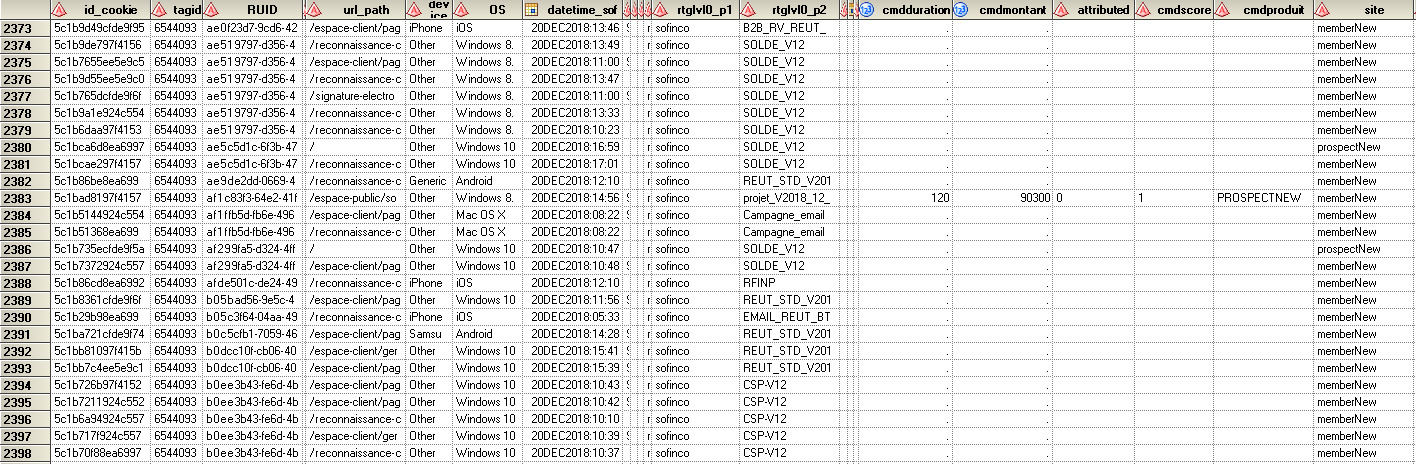 id_cookie tagid RUID url_path device OS datetime_sof rtglvl0_p1 rtglvl0_p2 cmdduration cmdmontant attributed cmdscore cmdproduit site
2373 5c1b9d49cfde9f95 6544093 ae0f23d7-9cd6-42 /espace-client/pag iPhone iOS 20DEC2018:13:46 S r sofinco B2B_RV_REUT_ . . memberNew
2374 5c1b9de797f4156 6544093 ae519797-d356-4 /reconnaissance-c Other Windows 8. 20DEC2018:13:49 r sofinco SOLDE_V12 . . memberNew
2375 5c1b7655ee5e9c5 6544093 ae519797-d356-4 /espace-client/pag Other Windows 8. 20DEC2018:11:00 S r sofinco SOLDE_V12 . . memberNew
2376 5c1b9d55ee5e9c0 6544093 ae519797-d356-4 /reconnaissance-c Other Windows 8. 20DEC2018:13:47 r sofinco SOLDE_V12 . . memberNew
2377 5c1b765dcfde9f6f 6544093 ae519797-d356-4 /signature-electro Other Windows 8. 20DEC2018:11:00 S r sofinco SOLDE_V12 . . memberNew
2378 5c1b9a1e924c554 6544093 ae519797-d356-4 /reconnaissance-c Other Windows 8. 20DEC2018:13:33 r sofinco SOLDE_V12 . . memberNew
2379 5c1b6daa97f4153 6544093 ae519797-d356-4 /reconnaissance-c Other Windows 8. 20DEC2018:10:23 r sofinco SOLDE_V12 . . memberNew
2380 5c1bca6d8ea6997 6544093 ae5c5d1c-6f3b-47 / Other Windows 10 20DEC2018:16:59 r sofinco SOLDE_V12 . . prospectNew
2381 5c1bcae297f4157 6544093 ae5c5d1c-6f3b-47 /reconnaissance-c Other Windows 10 20DEC2018:17:01 r sofinco SOLDE_V12 . . memberNew
2382 5c1b86be8ea699 6544093 ae9de2dd-0669-4 /reconnaissance-c Generic Android 20DEC2018:12:10 r sofinco REUT_STD_V201 . . memberNew
2383 5c1bad8197f4157 6544093 af1c83f3-64e2-41f /espace-public/so Other Windows 8. 20DEC2018:14:56 S r sofinco projet_V2018_12_ 120 90300 0 1 PROSPECTNEW memberNew
2384 5c1b5144924c554 6544093 af1ffb5d-fb6e-496 /espace-client/pag Other Mac OS X 20DEC2018:08:22 S r sofinco Campagne_email . . memberNew
2385 5c1b51368ea699 6544093 af1ffb5d-fb6e-496 /reconnaissance-c Other Mac OS X 20DEC2018:08:22 r sofinco Campagne_email . . memberNew
2386 5c1b735ecfde9f5a 6544093 af299fa5-d324-4ff / Other Windows 10 20DEC2018:10:47 r sofinco SOLDE_V12 . . prospectNew
2387 5c1b7372924c557 6544093 af299fa5-d324-4ff /espace-client/pag Other Windows 10 20DEC2018:10:48 S r sofinco SOLDE_V12 . . memberNew
2388 5c1b86cd8ea6992 6544093 afde501c-de24-49 /reconnaissance-c iPhone iOS 20DEC2018:12:10 r sofinco RFINP . . memberNew
2389 5c1b8361cfde9f6f 6544093 b05bad56-9e5c-4 /espace-client/pag Other Windows 10 20DEC2018:11:56 S r sofinco REUT_STD_V201 . . memberNew
2390 5c1b29b98ea699 6544093 b05c3f64-04aa-49 /reconnaissance-c iPhone iOS 20DEC2018:05:33 r sofinco EMAIL_REUT_BT . . memberNew
2391 5c1ba721cfde9f74 6544093 b0c5cfb1-7059-46 /espace-client/pag Samsu Android 20DEC2018:14:28 S r sofinco REUT_STD_V201 . . memberNew
2392 5c1bb81097f415b 6544093 b0dcc10f-cb06-40 /espace-client/ger Other Windows 10 20DEC2018:15:41 S r sofinco REUT_STD_V201 . . memberNew
2393 5c1bb7c4ee5e9c1 6544093 b0dcc10f-cb06-40 /espace-client/pag Other Windows 10 20DEC2018:15:39 S r sofinco REUT_STD_V201 . . memberNew
2394 5c1b726b97f4152 6544093 b0ee3b43-fe6d-4b /espace-client/pag Other Windows 10 20DEC2018:10:43 S r sofinco CSP-V12 . . memberNew
2395 5c1b7211924c552 6544093 b0ee3b43-fe6d-4b /espace-client/pag Other Windows 10 20DEC2018:10:42 S r sofinco CSP-V12 . . memberNew
2396 5c1b6a94924c557 6544093 b0ee3b43-fe6d-4b /reconnaissance-c Other Windows 10 20DEC2018:10:10 r sofinco CSP-V12 . . memberNew
2397 5c1b717f924c557 6544093 b0ee3b43-fe6d-4b /espace-client/ger Other Windows 10 20DEC2018:10:39 S r sofinco CSP-V12 . . memberNew
2398 5c1b70f88ea6997 6544093 b0ee3b43-fe6d-4b /reconnaissance-c Other Windows 10 20DEC2018:10:37 r sofinco CSP-V12 . . memberNew